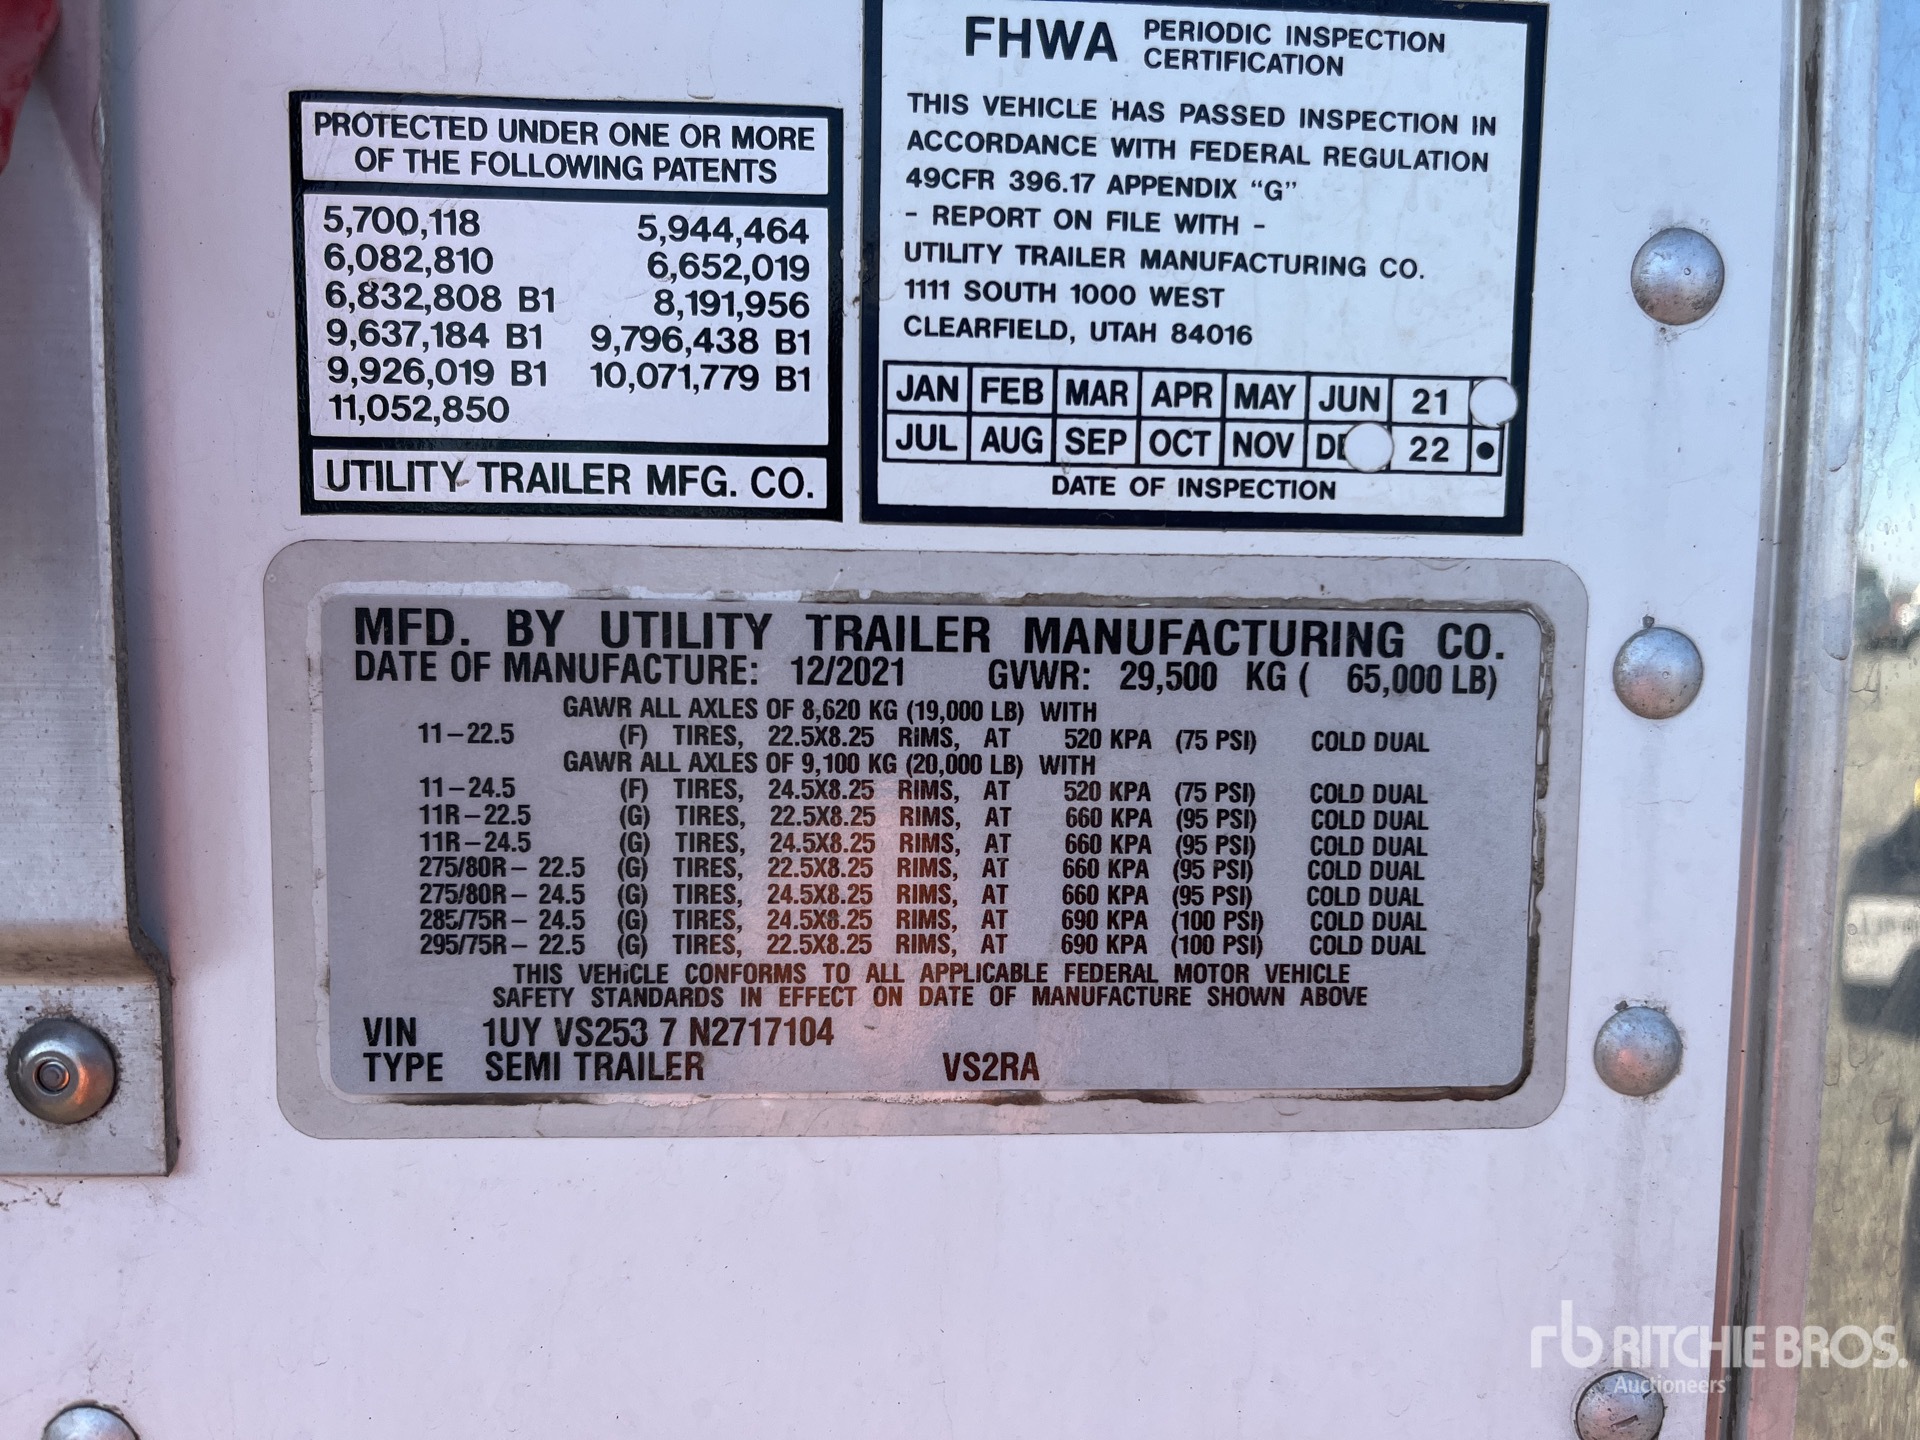 PROTECTED UNDER ONE OR MORE
OF THE FOLLOWING PATENTS
5,700,118 5,944,464
6,082,810 6,652,019
6,832,808 B1 8,191,956
9,637,184 B1 9,796,438 B1
9,926,019 B1 10,071,779 B1
11,052,850
UTILITY TRAILER MFG. CO.
FHWA PERIODIC INSPECTION
CERTIFICATION
THIS VEHICLE HAS PASSED INSPECTION IN
ACCORDANCE WITH FEDERAL REGULATION
49CFR 396.17 APPENDIX “G”
- REPORT ON FILE WITH -
UTILITY TRAILER MANUFACTURING CO.
1111 SOUTH 1000 WEST
CLEARFIELD, UTAH 84016
JAN FEB MAR APR MAY JUN 21
JUL AUG SEP OCT NOV DE 22 •
DATE OF INSPECTION
MFD. BY UTILITY TRAILER MANUFACTURING CO.
DATE OF MANUFACTURE: 12/2021 GVWR: 29,500 KG ( 65,000 LB)
GAWR ALL AXLES OF 8,620 KG (19,000 LB) WITH
11-22.5 (F) TIRES, 22.5X8.25 RIMS, AT 520 KPA (75 PSI) COLD DUAL
GAWR ALL AXLES OF 9,100 KG (20,000 LB) WITH
11-24.5 (F) TIRES, 24.5X8.25 RIMS, AT 520 KPA (75 PSI) COLD DUAL
11R-22.5 (G) TIRES, 22.5X8.25 RIMS, AT 660 KPA (95 PSI) COLD DUAL
11R-24.5 (G) TIRES, 24.5X8.25 RIMS, AT 660 KPA (95 PSI) COLD DUAL
275/80R- 22.5 (G) TIRES, 22.5X8.25 RIMS, AT 660 KPA (95 PSI) COLD DUAL
275/80R- 24.5 (G) TIRES, 24.5X8.25 RIMS, AT 660 KPA (95 PSI) COLD DUAL
285/75R- 24.5 (G) TIRES, 24.5X8.25 RIMS, AT 690 KPA (100 PSI) COLD DUAL
295/75R- 22.5 (G) TIRES, 22.5X8.25 RIMS, AT 690 KPA (100 PSI) COLD DUAL
THIS VEHICLE CONFORMS TO ALL APPLICABLE FEDERAL MOTOR VEHICLE
SAFETY STANDARDS IN EFFECT ON DATE OF MANUFACTURE SHOWN ABOVE
VIN 1UY VS253 7 N2717104
TYPE SEMI TRAILER VS2RA
rb RITCHIE BROS.
Auctioneers